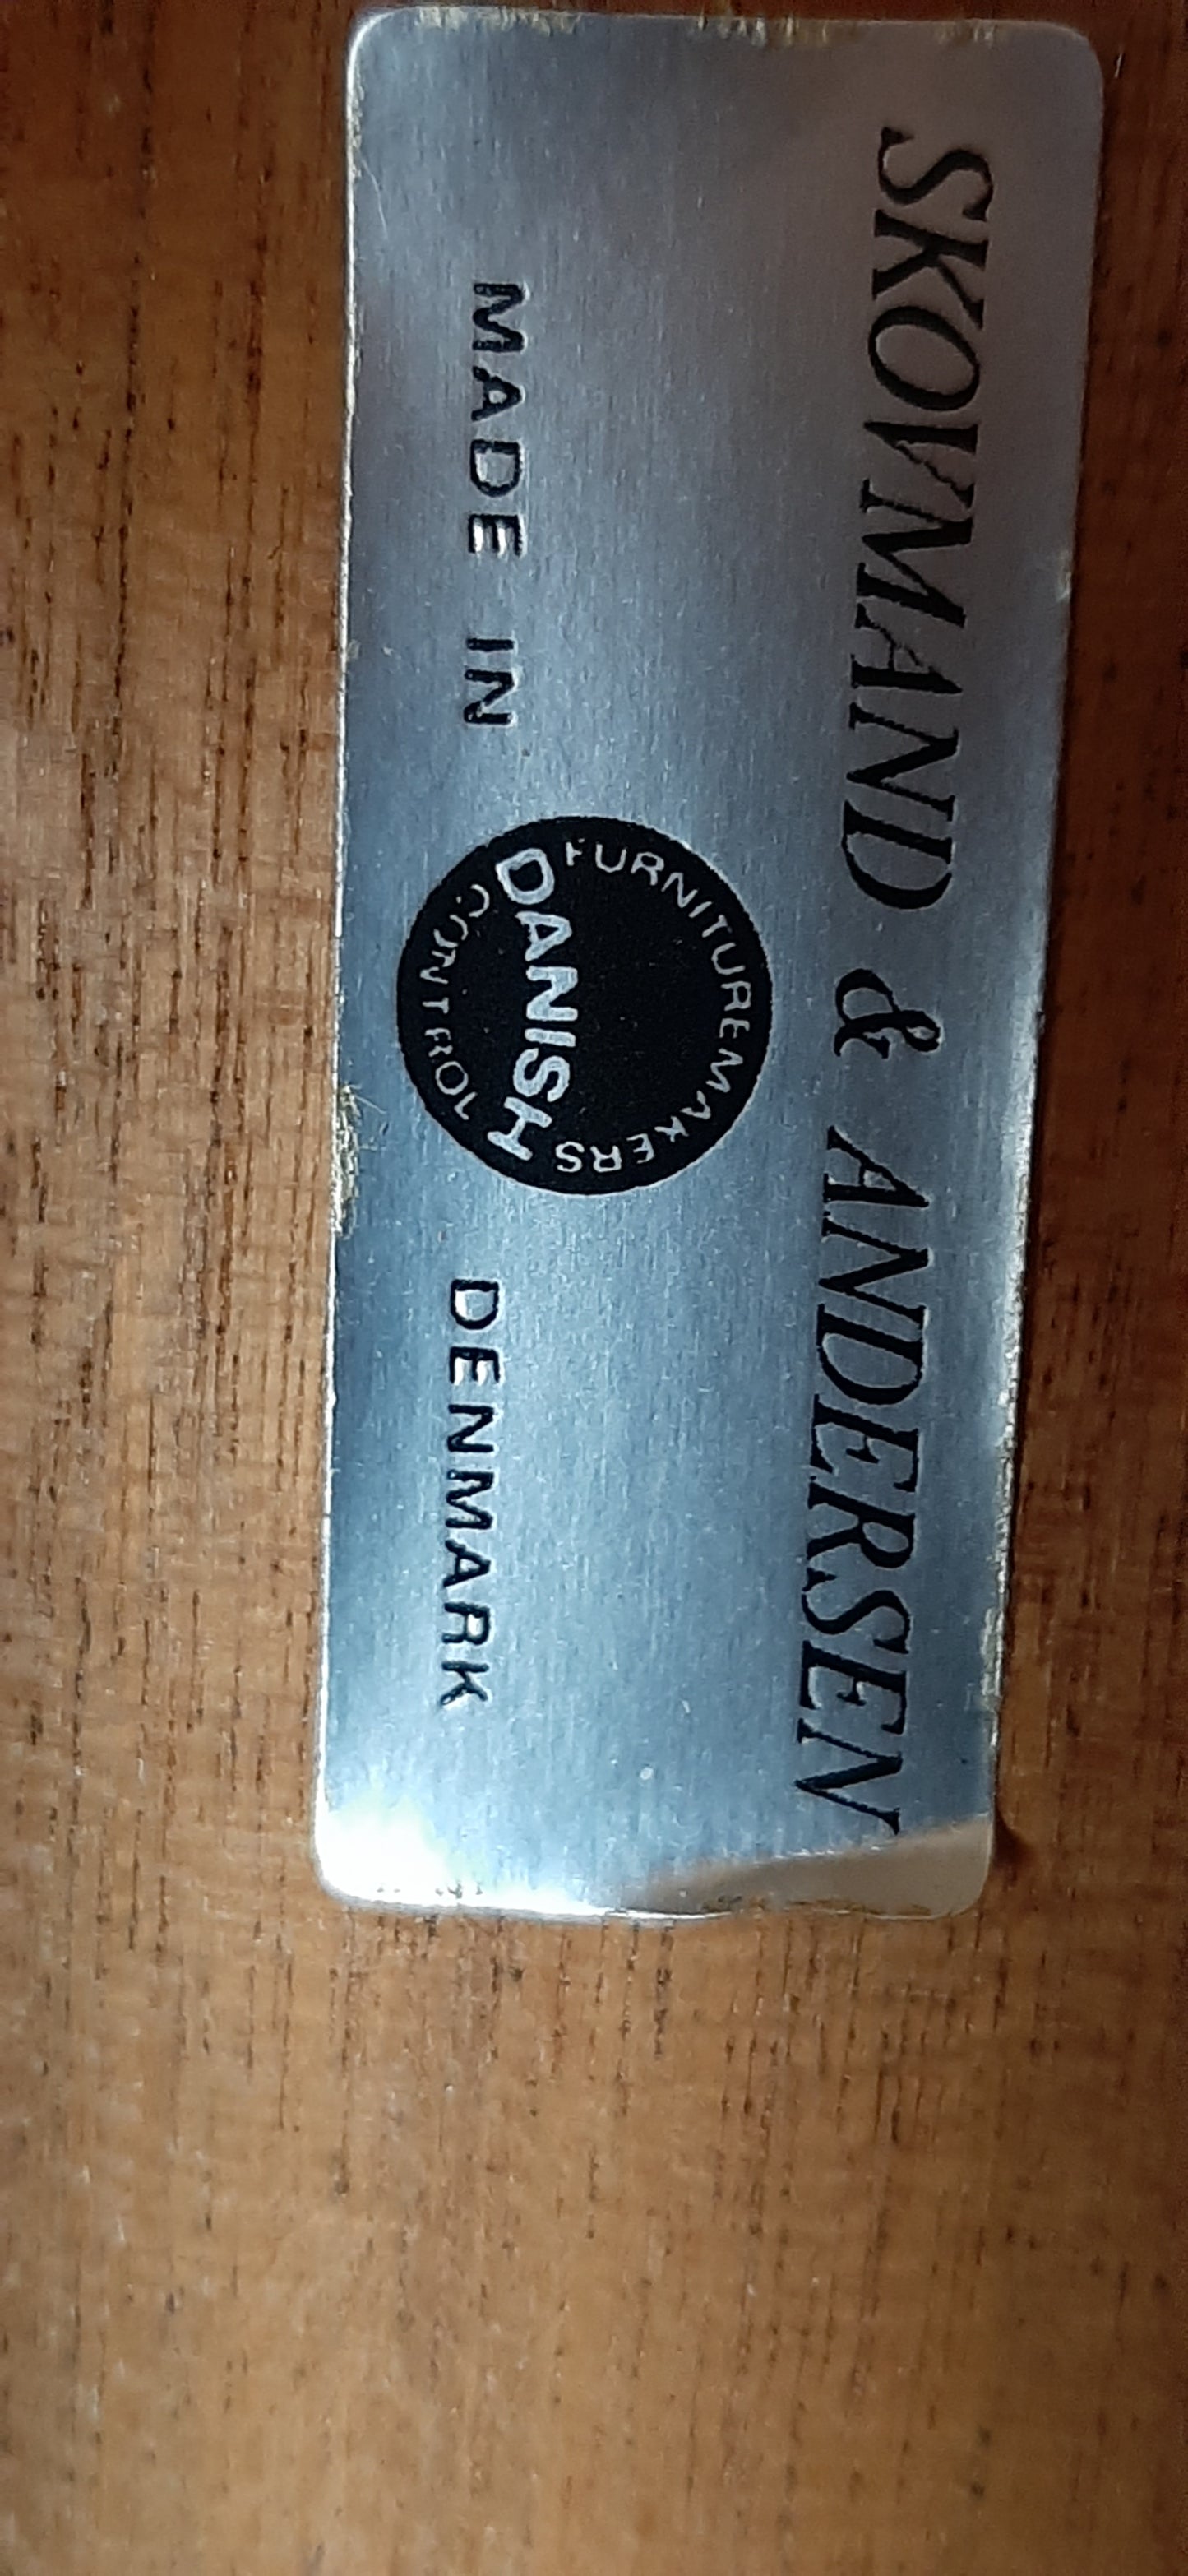 SKOVMAND & ANDERSEN
FURNITUREMAKERS
DANISH
CONTROL
MADE IN DENMARK